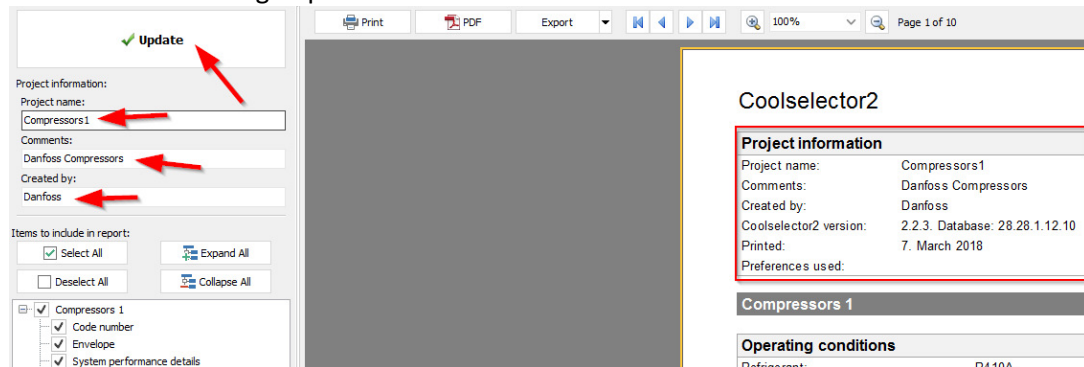 Print PDF Export 100% Page 1 of 10
Update
Project information:
Project name:
Compressors1
Comments:
Danfoss Compressors
Created by:
Danfoss
Items to include in report:
Select All Expand All
Deselect All Collapse All
Compressors 1
Code number
Envelope
System performance details
Coolselector2
Project information
Project name: Compressors1
Comments: Danfoss Compressors
Created by: Danfoss
Coolselector2 version: 2.2.3. Database: 28.28.1.12.10
Printed: 7. March 2018
Preferences used:
Compressors 1
Operating conditions
Refrigerant: R410A